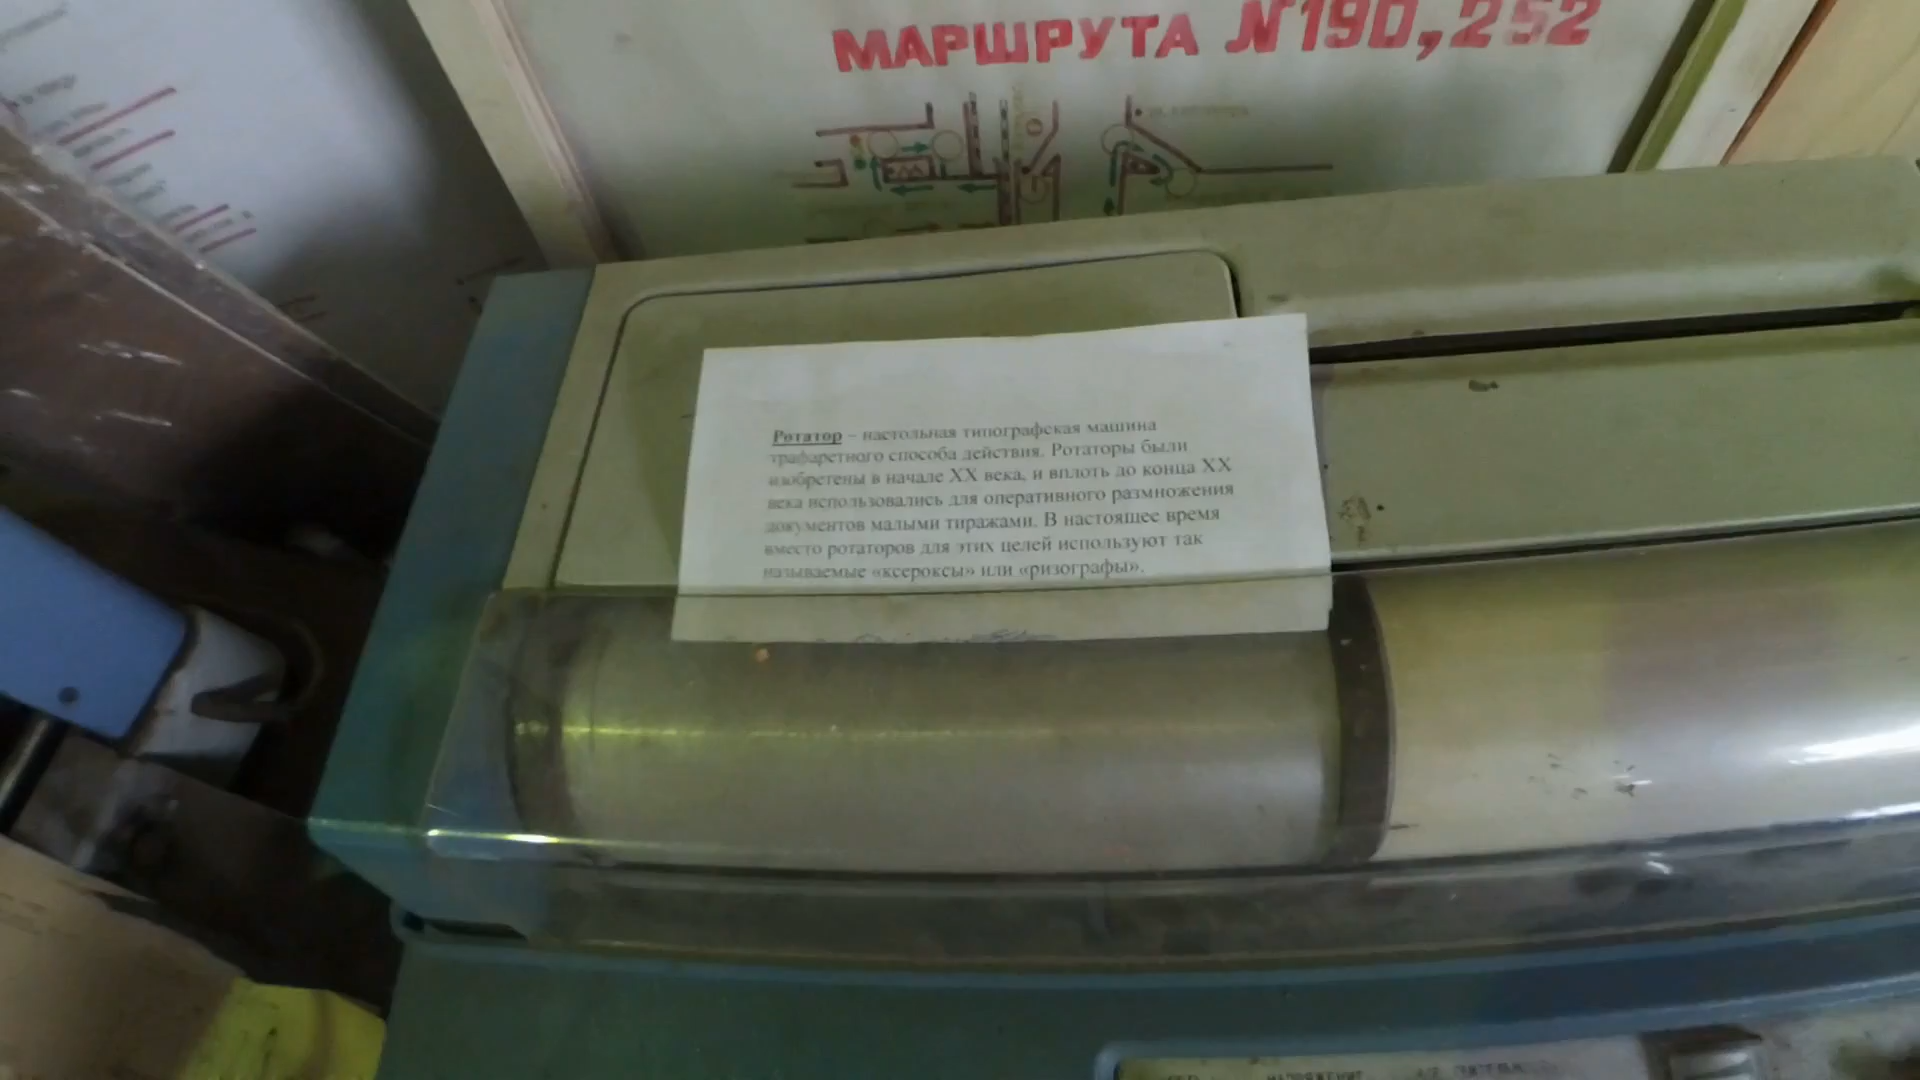 МАРШРУТА №190,252
Ротатор – настольная типографская машина
трафаретного способа действия. Ротаторы были
изобретены в начале XX века, и вплоть до конца XX
века использовались для оперативного размножения
документов малыми тиражами. В настоящее время
вместо ротаторов для этих целей используют так
называемые «ксероксы» или «ризографы».
НАПРЯЖЕНИЕ